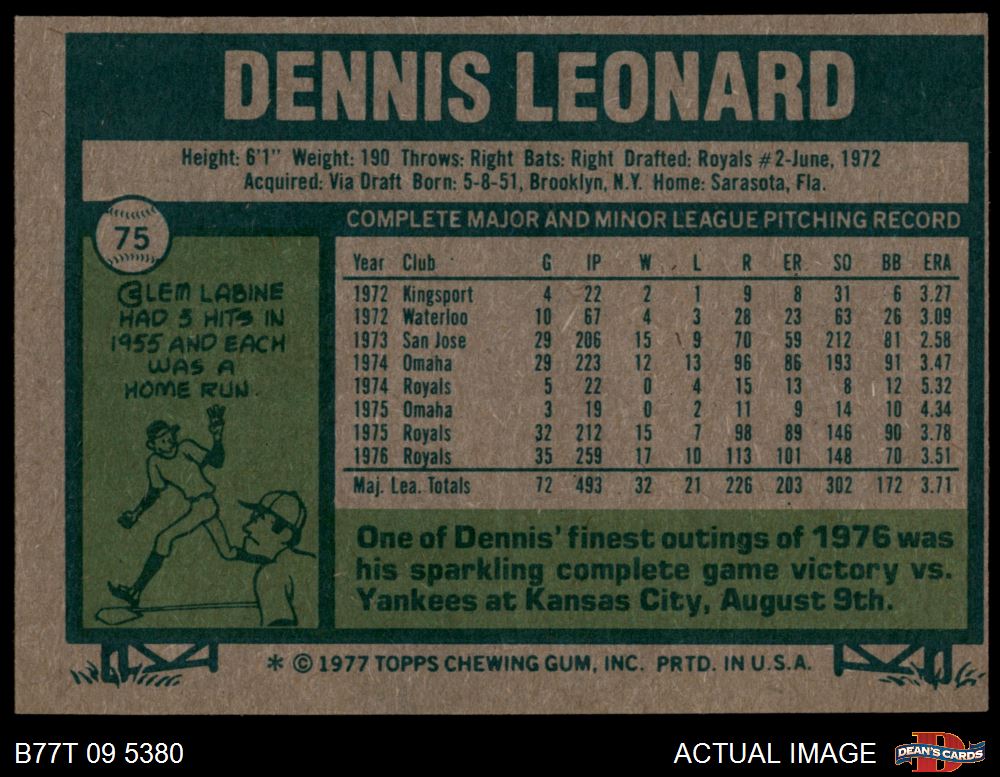 DENNIS LEONARD
Height: 6'1" Weight: 190 Throws: Right Bats: Right Drafted: Royals #2-June, 1972
Acquired: Via Draft Born: 5-8-51, Brooklyn, N.Y. Home: Sarasota, Fla.
75
COMPLETE MAJOR AND MINOR LEAGUE PITCHING RECORD
CLEM LABINE
HAD 3 HITS IN
1955 AND EACH
WAS A
HOME RUN.
Year Club G IP W L R ER SO BB ERA
1972 Kingsport 4 22 2 1 9 8 31 6 3.27
1972 Waterloo 10 67 4 3 28 23 63 26 3.09
1973 San Jose 29 206 15 9 70 59 212 81 2.58
1974 Omaha 29 223 12 13 96 86 193 91 3.47
1974 Royals 5 22 0 4 15 13 8 12 5.32
1975 Omaha 3 19 0 2 11 9 14 10 4.34
1975 Royals 32 212 15 7 98 89 146 90 3.78
1976 Royals 35 259 17 10 113 101 148 70 3.51
Maj. Lea. Totals 72 493 32 21 226 203 302 172 3.71
One of Dennis' finest outings of 1976 was
his sparkling complete game victory vs.
Yankees at Kansas City, August 9th.
* © 1977 TOPPS CHEWING GUM, INC. PRTD. IN U.S.A.
B77T 09 5380
ACTUAL IMAGE
D
DEAN'S CARDS